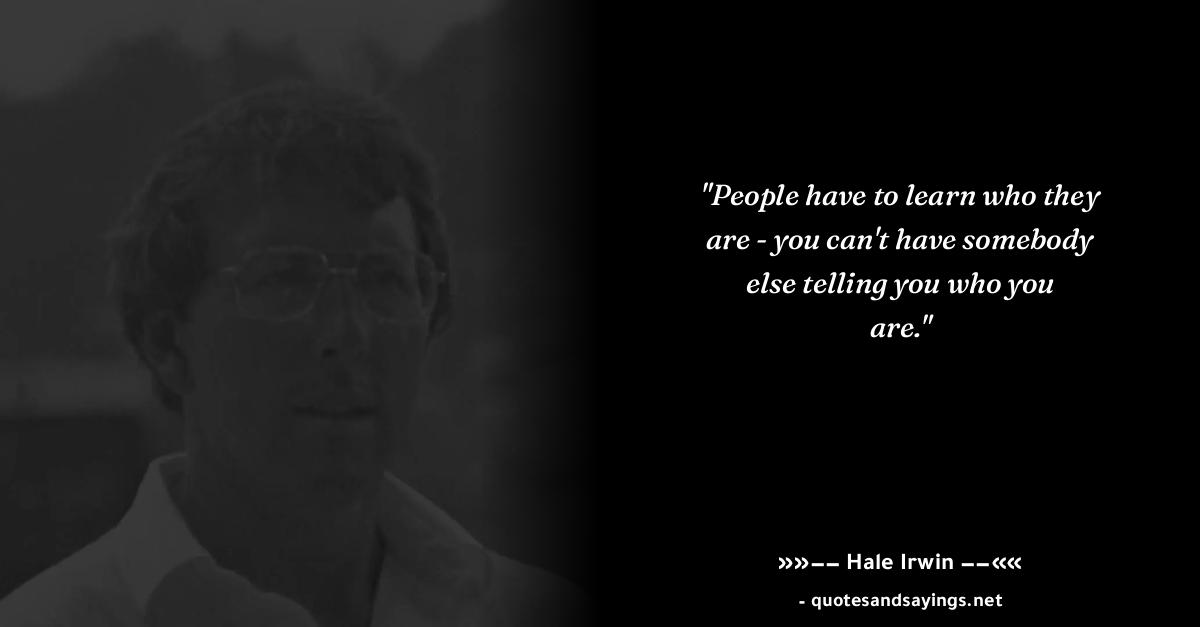 "People have to learn who they
are - you can't have somebody
else telling you who you
are."
»»−− Hale Irwin −−««
- quotesandsayings.net